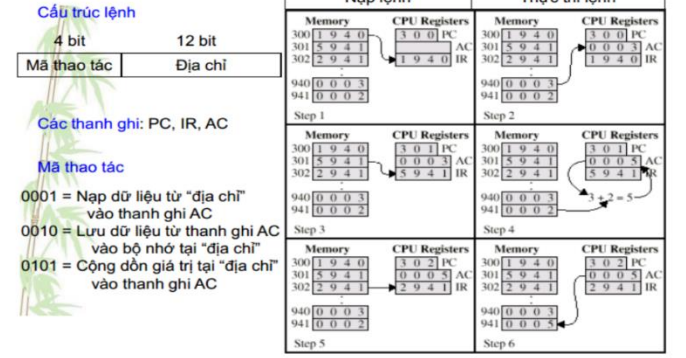 Cấu trúc lệnh
4 bit 12 bit
Mã thao tác Địa chỉ
Các thanh ghi: PC, IR, AC
Mã thao tác
0001 = Nạp dữ liệu từ "địa chỉ"
vào thanh ghi AC
0010 = Lưu dữ liệu từ thanh ghi AC
vào bộ nhớ tại "địa chỉ"
0101 = Cộng dồn giá trị tại "địa chỉ"
vào thanh ghi AC
Nạp lệnh Thực thi lệnh
Memory CPU Registers
300 1 9 4 0 3 0 0 PC
301 5 9 4 1 AC
302 2 9 4 1 1 9 4 0 IR
940 0 0 0 3
941 0 0 0 2
Step 1
Memory CPU Registers
300 1 9 4 0 3 0 0 PC
301 5 9 4 1 0 0 0 3 AC
302 2 9 4 1 1 9 4 0 IR
940 0 0 0 3
941 0 0 0 2
Step 2
Memory CPU Registers
300 1 9 4 0 3 0 1 PC
301 5 9 4 1 0 0 0 3 AC
302 2 9 4 1 5 9 4 1 IR
940 0 0 0 3
941 0 0 0 2
Step 3
Memory CPU Registers
300 1 9 4 0 3 0 1 PC
301 5 9 4 1 0 0 0 5 AC
302 2 9 4 1 5 9 4 1 IR
940 0 0 0 3 3 + 2 = 5
941 0 0 0 2
Step 4
Memory CPU Registers
300 1 9 4 0 3 0 2 PC
301 5 9 4 1 0 0 0 5 AC
302 2 9 4 1 2 9 4 1 IR
940 0 0 0 3
941 0 0 0 2
Step 5
Memory CPU Registers
300 1 9 4 0 3 0 2 PC
301 5 9 4 1 0 0 0 5 AC
302 2 9 4 1 2 9 4 1 IR
940 0 0 0 3
941 0 0 0 5
Step 6